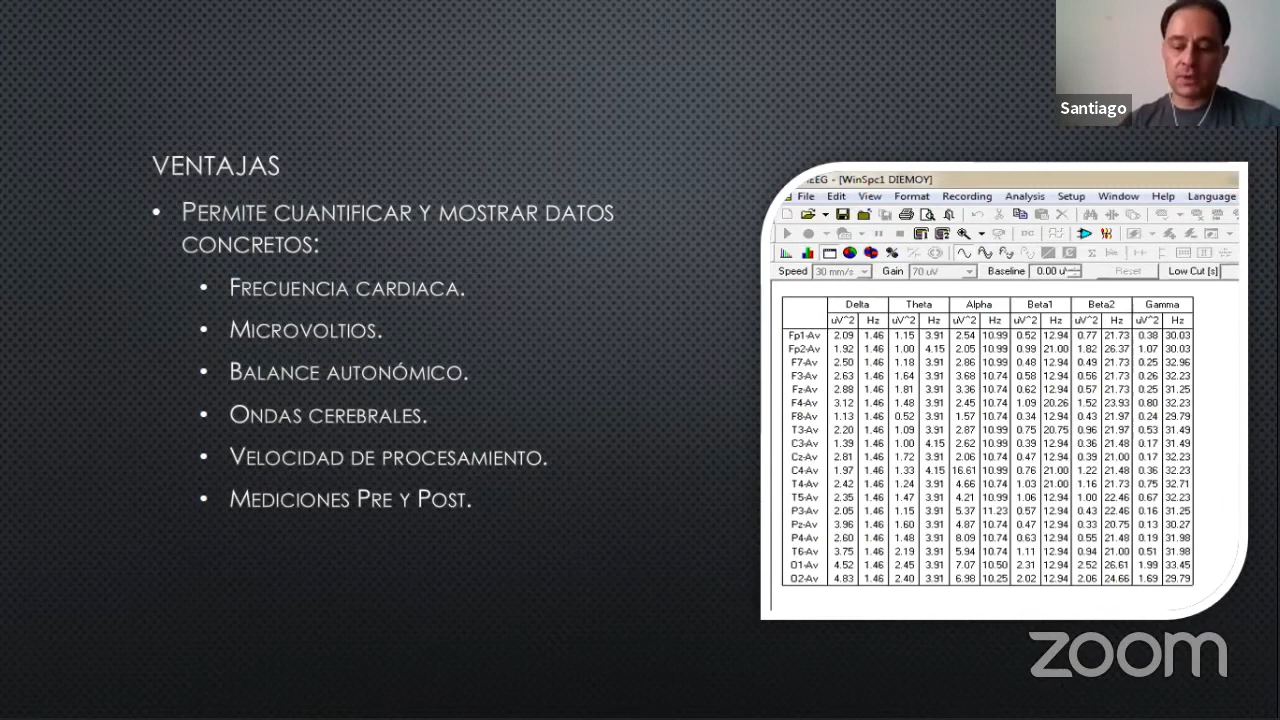 Santiago
VENTAJAS
• PERMITE CUANTIFICAR Y MOSTRAR DATOS
CONCRETOS:
• FRECUENCIA CARDIACA.
• MICROVOLTIOS.
• BALANCE AUTONÓMICO.
• ONDAS CEREBRALES.
• VELOCIDAD DE PROCESAMIENTO.
• MEDICIONES PRE Y POST.
EEG - [WinSpc1 DIEMOY]
File Edit View Format Recording Analysis Setup Window Help Language
Speed 30 mm/s Gain 70 uV Baseline 0.00 uV Reset Low Cut [s]
Delta Theta Alpha Beta1 Beta2 Gamma
uV^2 Hz uV^2 Hz uV^2 Hz uV^2 Hz uV^2 Hz uV^2 Hz
Fp1-Av 2.09 1.46 1.15 3.91 2.54 10.99 0.52 12.94 0.77 21.73 0.38 30.03
Fp2-Av 1.92 1.46 1.00 4.15 2.05 10.99 0.99 21.00 1.82 26.37 1.07 30.03
F7-Av 2.50 1.46 1.18 3.91 2.86 10.99 0.48 12.94 0.49 21.73 0.25 32.96
F3-Av 2.63 1.46 1.64 3.91 3.68 10.74 0.58 12.94 0.56 21.73 0.26 32.23
Fz-Av 2.88 1.46 1.81 3.91 3.36 10.74 0.62 12.94 0.57 21.73 0.25 31.25
F4-Av 3.12 1.46 1.48 3.91 2.45 10.74 1.09 20.26 1.52 23.93 0.80 32.23
F8-Av 1.13 1.46 0.52 3.91 1.57 10.74 0.34 12.94 0.43 21.97 0.24 29.79
T3-Av 2.20 1.46 1.09 3.91 2.87 10.99 0.75 20.75 0.96 21.97 0.53 31.49
C3-Av 1.39 1.46 1.00 4.15 2.62 10.99 0.39 12.94 0.36 21.48 0.17 31.49
Cz-Av 2.81 1.46 1.72 3.91 2.06 10.74 0.47 12.94 0.39 21.00 0.17 32.23
C4-Av 1.97 1.46 1.33 4.15 16.61 10.99 0.76 21.00 1.22 21.48 0.36 32.23
T4-Av 2.42 1.46 1.24 3.91 4.66 10.74 1.03 21.00 1.16 21.73 0.75 32.71
T5-Av 2.35 1.46 1.47 3.91 4.21 10.99 1.06 12.94 1.00 22.46 0.67 32.23
P3-Av 2.05 1.46 1.15 3.91 5.37 11.23 0.57 12.94 0.43 22.46 0.16 31.25
Pz-Av 3.96 1.46 1.60 3.91 4.87 10.74 0.47 12.94 0.33 20.75 0.13 30.27
P4-Av 2.60 1.46 1.48 3.91 8.09 10.74 0.63 12.94 0.55 21.48 0.19 31.98
T6-Av 3.75 1.46 2.19 3.91 5.94 10.74 1.11 12.94 0.94 21.00 0.51 31.98
O1-Av 4.52 1.46 2.45 3.91 7.07 10.50 2.31 12.94 2.52 26.61 1.99 33.45
O2-Av 4.83 1.46 2.40 3.91 6.98 10.25 2.02 12.94 2.06 24.66 1.69 29.79
zoom